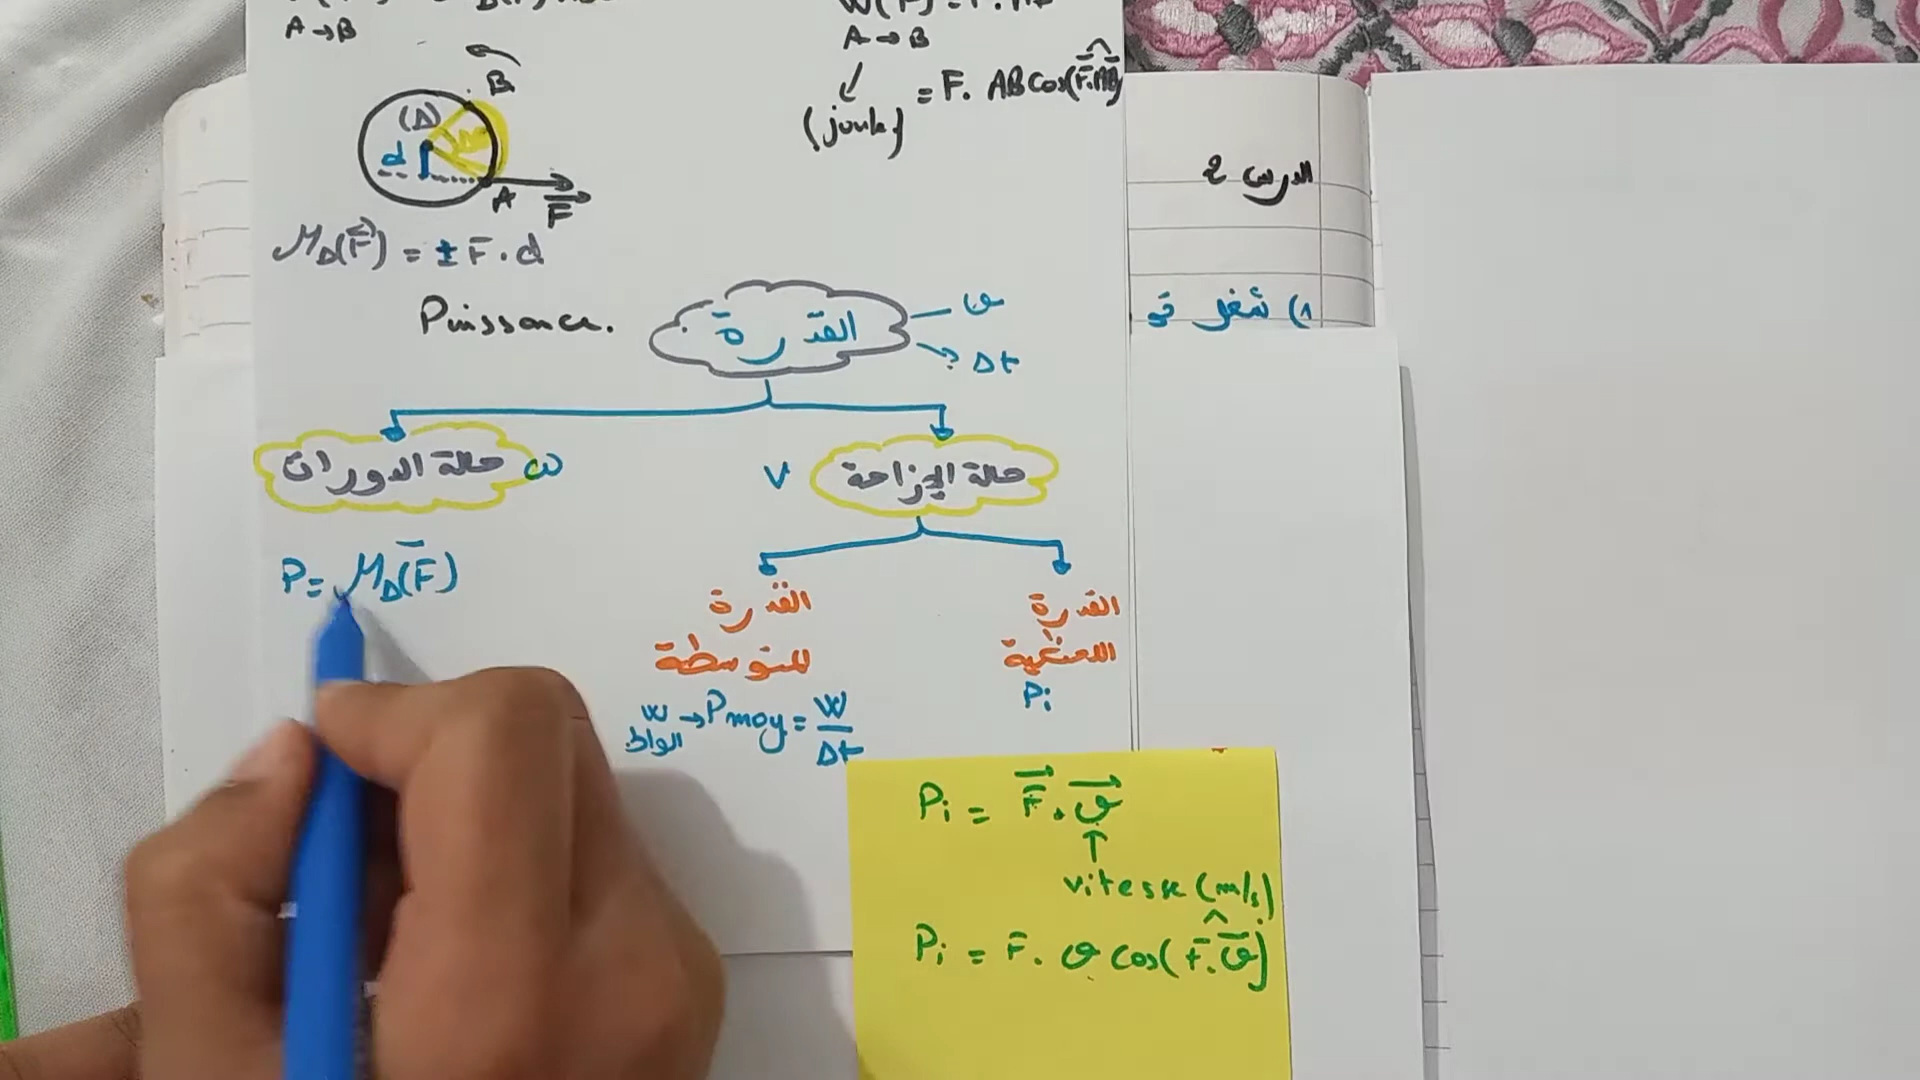 A→B
W(F) = F.
A→B
= F. AB cos(F.AB)
(joule)
B
(Δ)
d
A
F
M_Δ(F) = ± F.d
Puissance.
القدرة
v
Δt
حالة الدوران
ω
V
حالة الإزاحة
P = M_Δ(F)
القدرة
المتوسطة
W → Pmoy = W/Δt
الواط
القدرة
اللحظية
Pi
Pi = F . v
↑
vitesse (m/s)
Pi = F. v cos(F.v)
الدرس 2
1) شغل